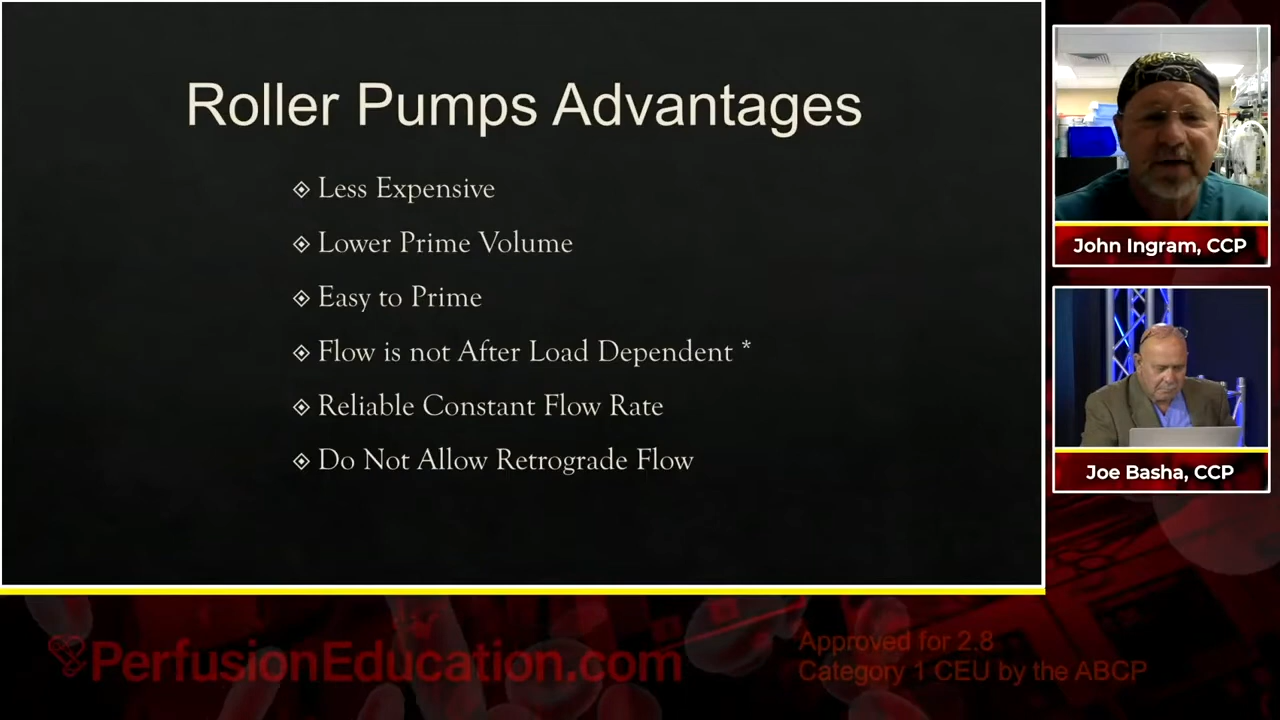 Roller Pumps Advantages
Less Expensive
Lower Prime Volume
Easy to Prime
Flow is not After Load Dependent *
Reliable Constant Flow Rate
Do Not Allow Retrograde Flow
John Ingram, CCP
Joe Basha, CCP
PerfusionEducation.com
Approved for 2.8
Category 1 CEU by the ABCP